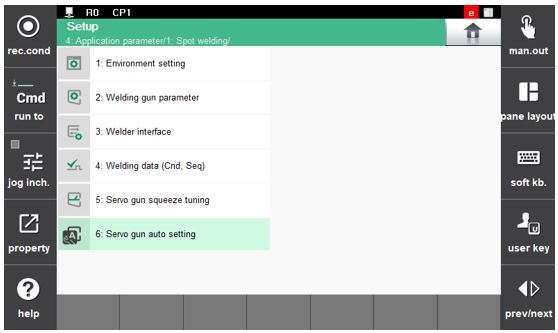 R0 CP1
e
Setup
4: Application parameter/1: Spot welding/
rec.cond
Cmd
run to
jog inch.
property
help
1: Environment setting
2: Welding gun parameter
3: Welder interface
4: Welding data (Cnd, Seq)
5: Servo gun squeeze tuning
6: Servo gun auto setting
A
man.out
pane layout
soft kb.
U
user key
prev/next